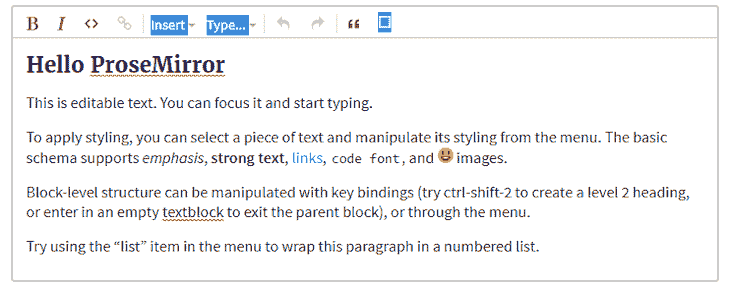 B I <> Insert Type... “
Hello ProseMirror
This is editable text. You can focus it and start typing.
To apply styling, you can select a piece of text and manipulate its styling from the menu. The basic
schema supports emphasis, strong text, links, code font, and 😃 images.
Block-level structure can be manipulated with key bindings (try ctrl-shift-2 to create a level 2 heading,
or enter in an empty textblock to exit the parent block), or through the menu.
Try using the “list” item in the menu to wrap this paragraph in a numbered list.